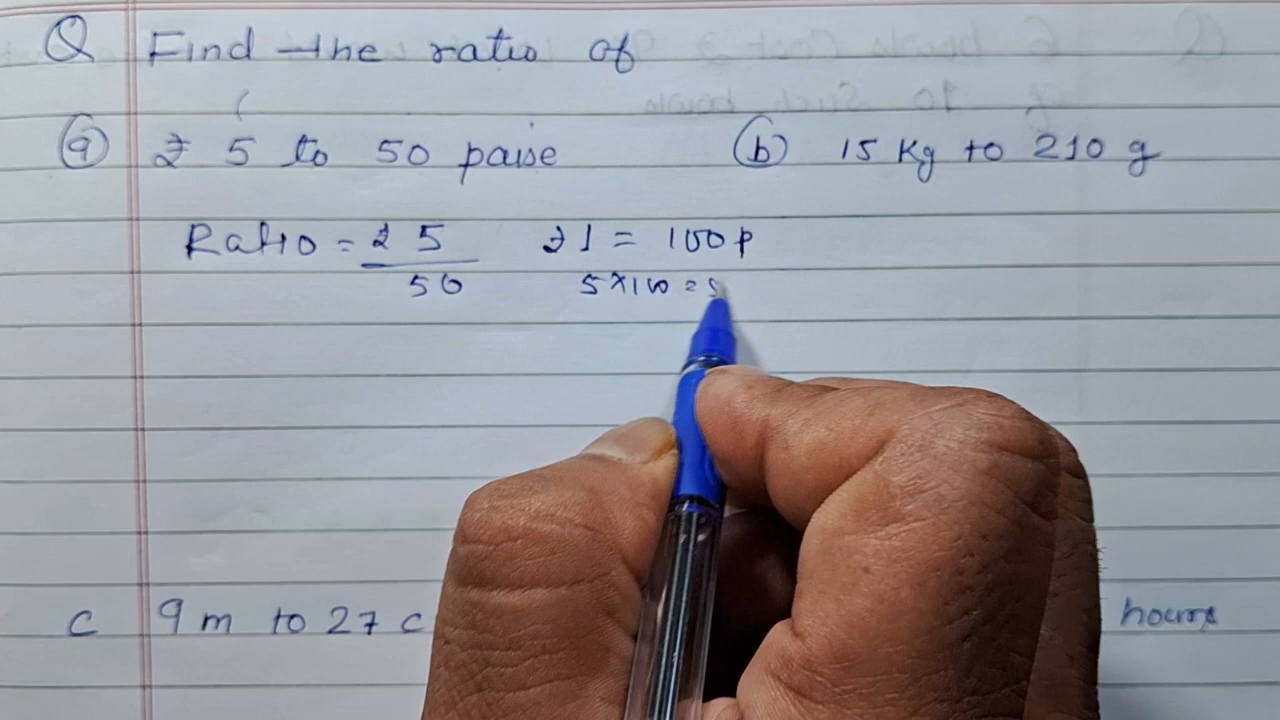 Q Find the ratio of
(a) ₹ 5 to 50 paise (b) 15 Kg to 210 g
Ratio = ₹ 5 ₹1 = 100 p
50 5×100 = 5
c 9 m to 27 c hours